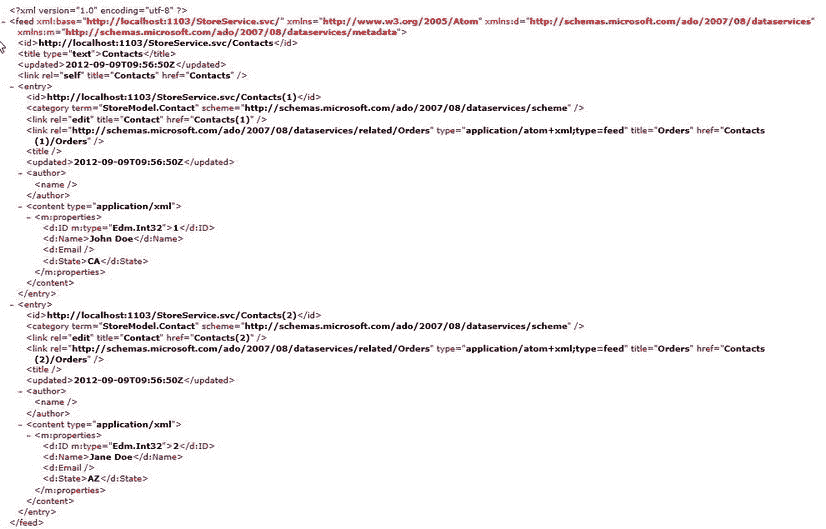 <?xml version="1.0" encoding="utf-8" ?>
- <feed xml:base="http://localhost:1103/StoreService.svc/" xmlns="http://www.w3.org/2005/Atom" xmlns:d="http://schemas.microsoft.com/ado/2007/08/dataservices"
xmlns:m="http://schemas.microsoft.com/ado/2007/08/dataservices/metadata">
<id>http://localhost:1103/StoreService.svc/Contacts</id>
<title type="text">Contacts</title>
<updated>2012-09-09T09:56:50Z</updated>
<link rel="self" title="Contacts" href="Contacts" />
- <entry>
<id>http://localhost:1103/StoreService.svc/Contacts(1)</id>
<category term="StoreModel.Contact" scheme="http://schemas.microsoft.com/ado/2007/08/dataservices/scheme" />
<link rel="edit" title="Contact" href="Contacts(1)" />
<link rel="http://schemas.microsoft.com/ado/2007/08/dataservices/related/Orders" type="application/atom+xml;type=feed" title="Orders" href="Contacts
(1)/Orders" />
<title />
<updated>2012-09-09T09:56:50Z</updated>
- <author>
<name />
</author>
- <content type="application/xml">
- <m:properties>
<d:ID m:type="Edm.Int32">1</d:ID>
<d:Name>John Doe</d:Name>
<d:Email />
<d:State>CA</d:State>
</m:properties>
</content>
</entry>
- <entry>
<id>http://localhost:1103/StoreService.svc/Contacts(2)</id>
<category term="StoreModel.Contact" scheme="http://schemas.microsoft.com/ado/2007/08/dataservices/scheme" />
<link rel="edit" title="Contact" href="Contacts(2)" />
<link rel="http://schemas.microsoft.com/ado/2007/08/dataservices/related/Orders" type="application/atom+xml;type=feed" title="Orders" href="Contacts
(2)/Orders" />
<title />
<updated>2012-09-09T09:56:50Z</updated>
- <author>
<name />
</author>
- <content type="application/xml">
- <m:properties>
<d:ID m:type="Edm.Int32">2</d:ID>
<d:Name>Jane Doe</d:Name>
<d:Email />
<d:State>AZ</d:State>
</m:properties>
</content>
</entry>
</feed>